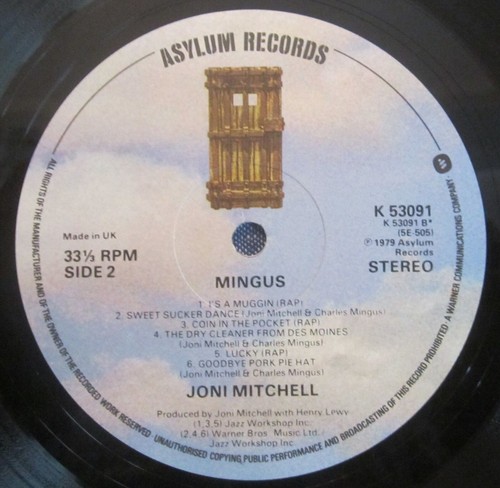 ASYLUM RECORDS
Made in UK
33⅓ RPM
SIDE 2
K 53091
K 53091 B*
(5E-505)
℗ 1979 Asylum
Records
STEREO
MINGUS
1. I'S A MUGGIN (RAP)
2. SWEET SUCKER DANCE (Joni Mitchell & Charles Mingus)
3. COIN IN THE POCKET (RAP)
4. THE DRY CLEANER FROM DES MOINES
(Joni Mitchell & Charles Mingus)
5. LUCKY (RAP)
6. GOODBYE PORK PIE HAT
(Joni Mitchell & Charles Mingus)
JONI MITCHELL
Produced by Joni Mitchell with Henry Lewy
(1,3,5) Jazz Workshop Inc.
(2,4,6) Warner Bros. Music Ltd./
Jazz Workshop Inc.
ALL RIGHTS OF THE MANUFACTURER AND OF THE OWNER OF THE RECORDED WORK RESERVED · UNAUTHORISED COPYING, PUBLIC PERFORMANCE AND BROADCASTING OF THIS RECORD PROHIBITED · A WARNER COMMUNICATIONS COMPANY ·